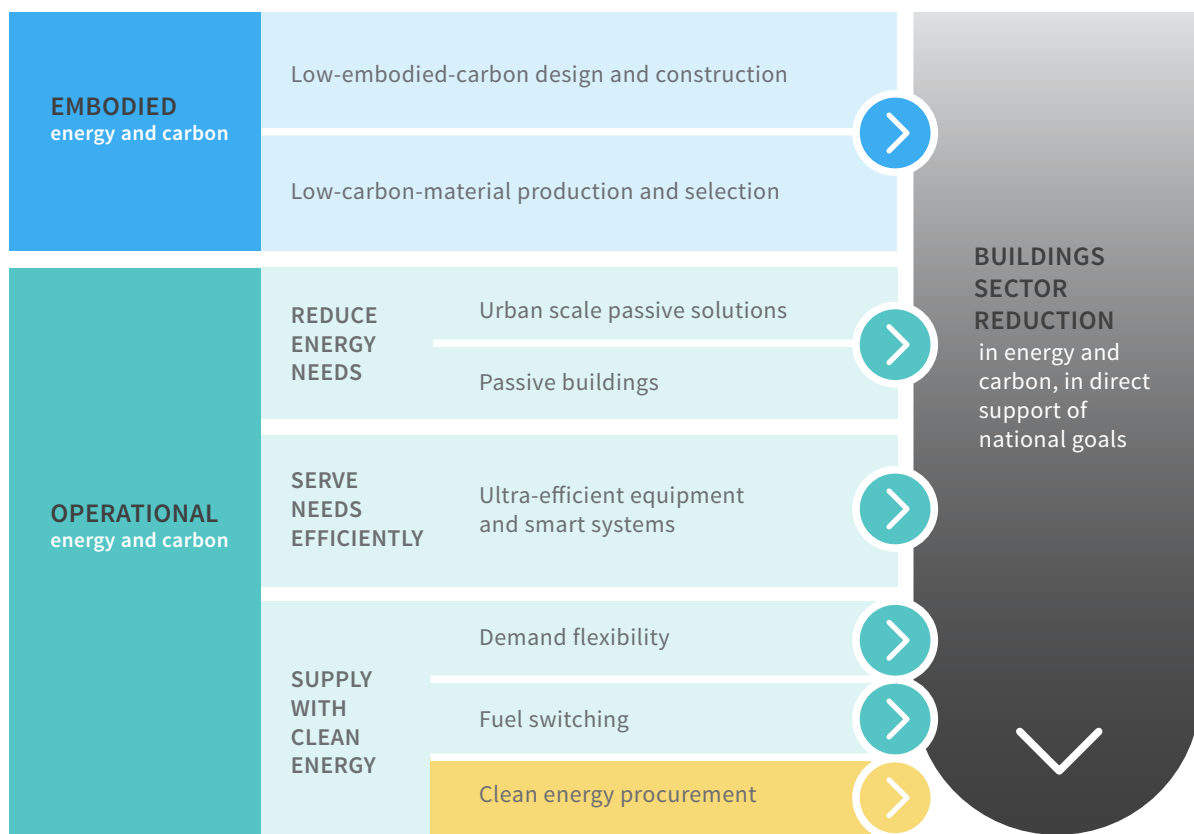 EMBODIED
energy and carbon
Low-embodied-carbon design and construction
Low-carbon-material production and selection
OPERATIONAL
energy and carbon
REDUCE
ENERGY
NEEDS
Urban scale passive solutions
Passive buildings
SERVE
NEEDS
EFFICIENTLY
Ultra-efficient equipment
and smart systems
SUPPLY
WITH
CLEAN
ENERGY
Demand flexibility
Fuel switching
Clean energy procurement
BUILDINGS
SECTOR
REDUCTION
in energy and
carbon, in direct
support of
national goals